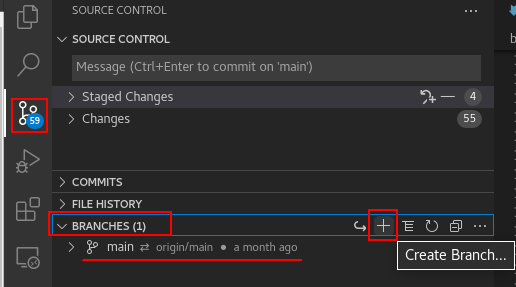 SOURCE CONTROL
SOURCE CONTROL
Message (Ctrl+Enter to commit on 'main')
Staged Changes 4
59
Changes 55
COMMITS
FILE HISTORY
BRANCHES (1)
main origin/main • a month ago
Create Branch...